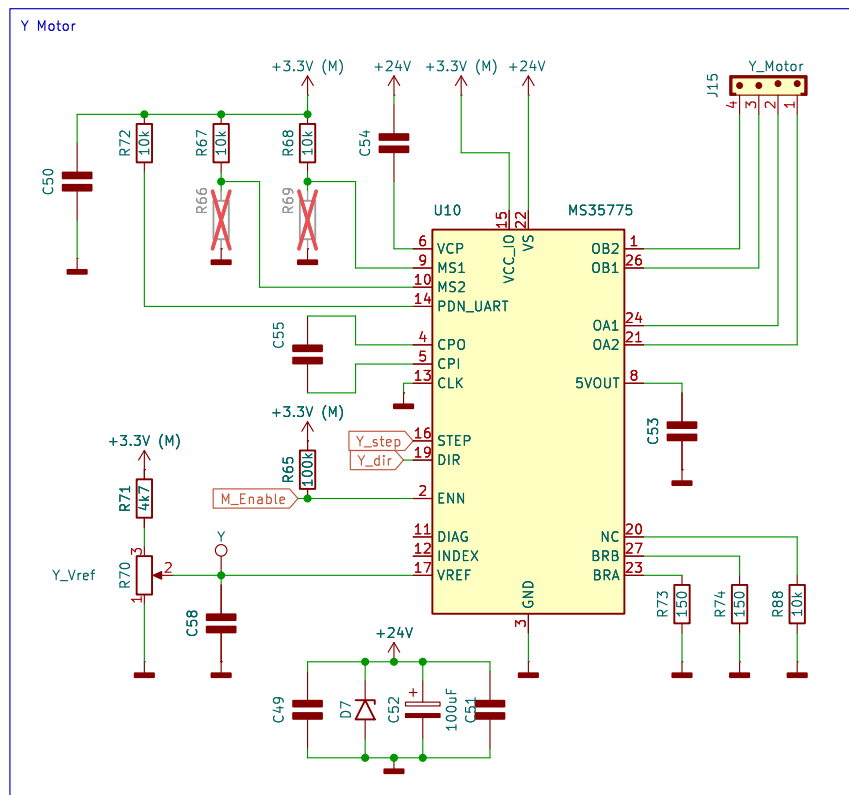 Y Motor
+3.3V (M)
+24V
+3.3V (M)
+24V
Y_Motor
J15
4
3
2
1
R72
10k
R67
10k
R68
10k
C54
C50
R66
R69
U10
MS35775
15
VCC_IO
22
VS
6
VCP
9
MS1
10
MS2
14
PDN_UART
4
CPO
5
CPI
13
CLK
16
STEP
19
DIR
2
ENN
11
DIAG
12
INDEX
17
VREF
OB2
1
OB1
26
OA1
24
OA2
21
5VOUT
8
NC
20
BRB
27
BRA
23
GND
3
C55
+3.3V (M)
R65
100k
Y_step
Y_dir
M_Enable
+3.3V (M)
R71
4k7
Y_Vref
R70
3
2
1
Y
C58
C53
R73
150
R74
150
R88
10k
+24V
C49
D7
C52
+
100uF
C51